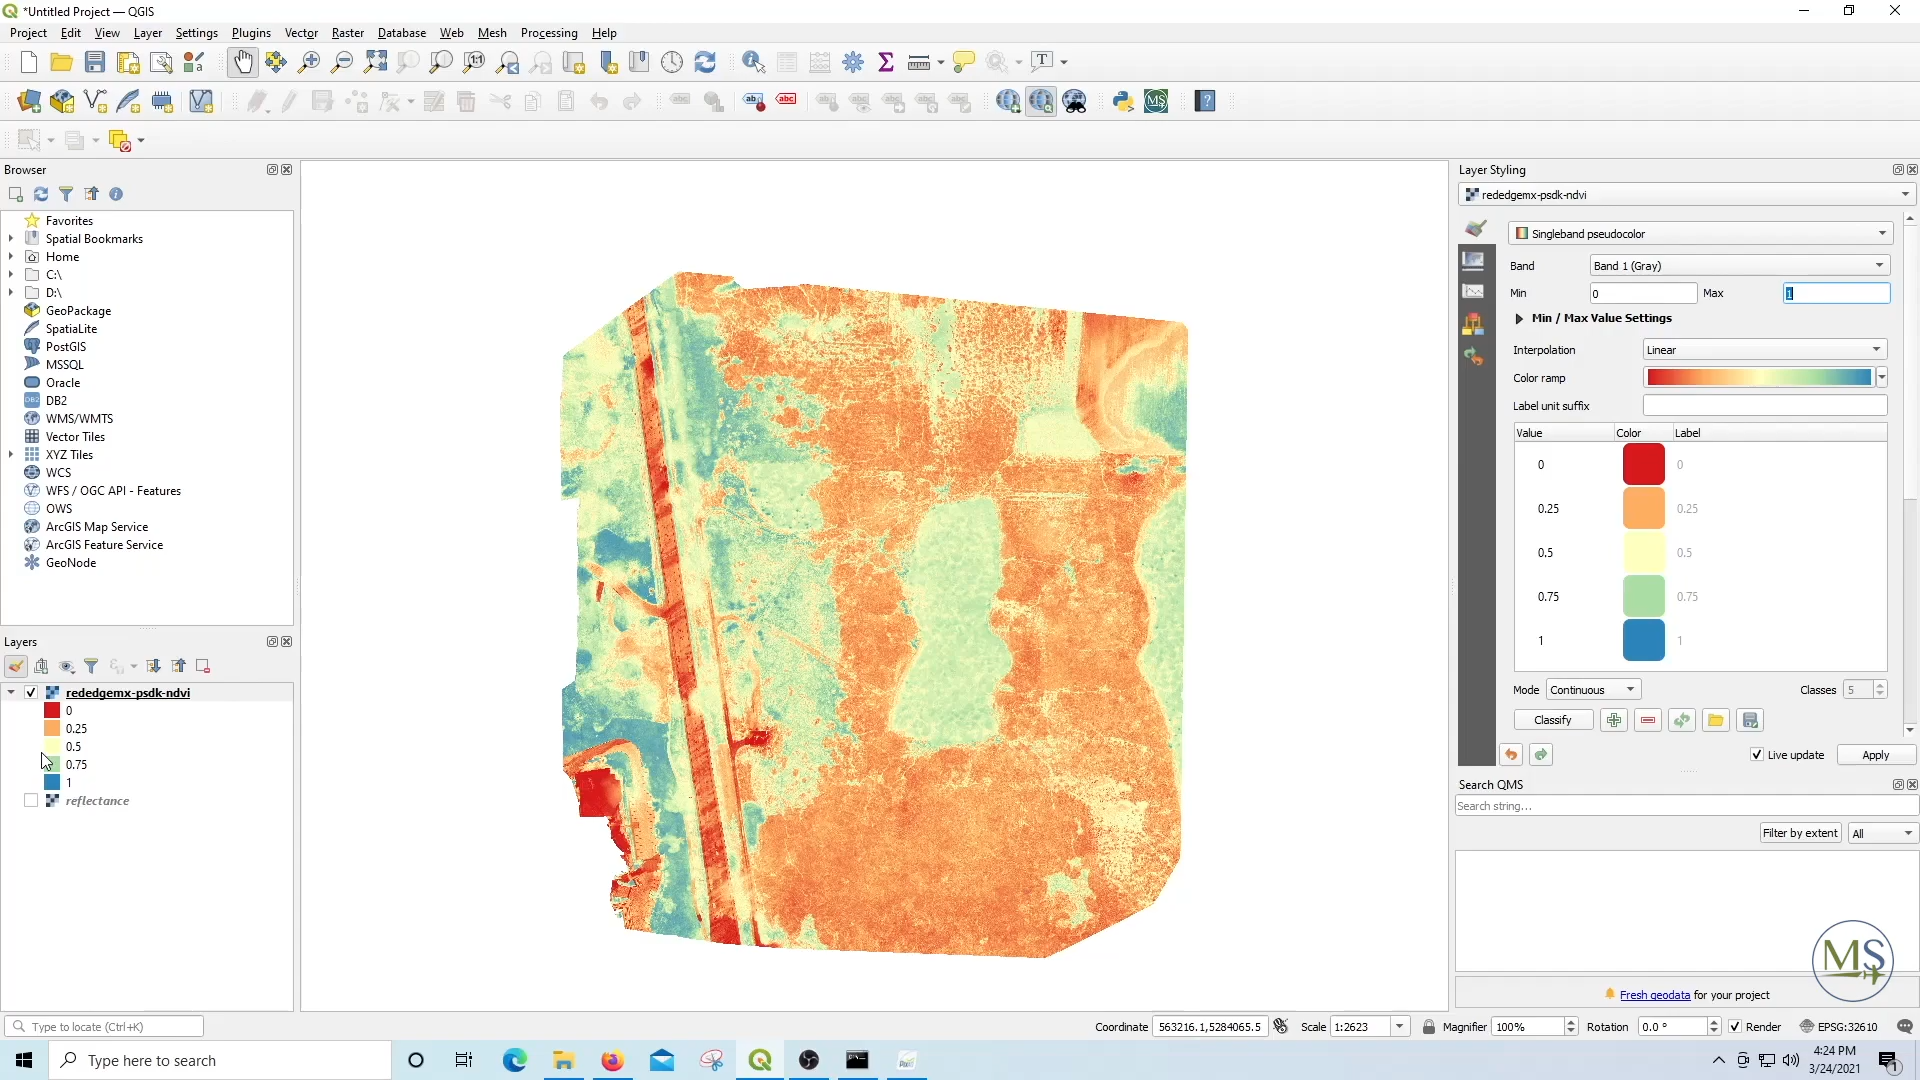 *Untitled Project — QGIS
Project Edit View Layer Settings Plugins Vector Raster Database Web Mesh Processing Help
Browser
Favorites
Spatial Bookmarks
Home
C:\
D:\
GeoPackage
SpatiaLite
PostGIS
MSSQL
Oracle
DB2
WMS/WMTS
Vector Tiles
XYZ Tiles
WCS
WFS / OGC API - Features
OWS
ArcGIS Map Service
ArcGIS Feature Service
GeoNode
Layers
rededgemx-psdk-ndvi
0
0.25
0.5
0.75
1
reflectance
Type to locate (Ctrl+K)
Layer Styling
rededgemx-psdk-ndvi
Singleband pseudocolor
Band Band 1 (Gray)
Min 0 Max 1
Min / Max Value Settings
Interpolation Linear
Color ramp
Label unit suffix
Value Color Label
0 0
0.25 0.25
0.5 0.5
0.75 0.75
1 1
Mode Continuous Classes 5
Classify
Live update Apply
Search QMS
Search string...
Filter by extent All
MS
Fresh geodata for your project
Coordinate 563216.1,5284065.5 Scale 1:2623 Magnifier 100% Rotation 0.0 ° Render EPSG:32610
Type here to search
4:24 PM
3/24/2021